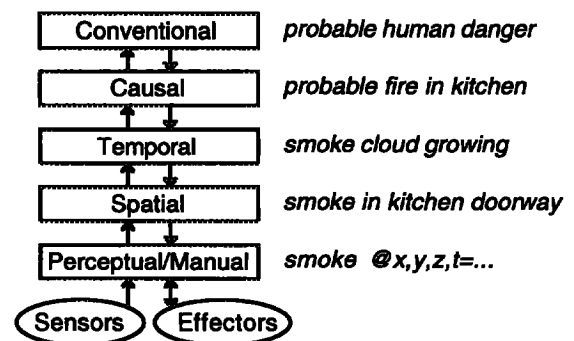 Conventional probable human danger
Causal probable fire in kitchen
Temporal smoke cloud growing
Spatial smoke in kitchen doorway
Perceptual/Manual smoke @x,y,z,t=...
Sensors Effectors